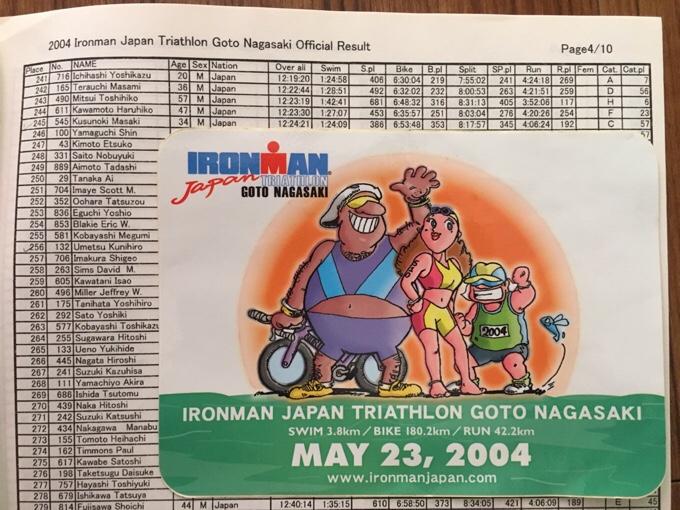 2004 Ironman Japan Triathlon Goto Nagasaki Official Result Page4/10
Place No. NAME Age Sex Nation Over all Swim S.pl Bike B.pl Split SP.pl Run R.pl Fem Cat. Cat.pl
241 716 Ichihashi Yoshikazu 20 M Japan 12:19:20 1:24:58 406 6:30:04 219 7:55:02 241 4:24:18 269 A 7
242 165 Terauchi Masami 36 M Japan 12:22:44 1:28:51 492 6:32:02 232 8:00:53 263 4:21:51 259 D 56
243 490 Mitsui Toshihiko 57 M Japan 12:23:19 1:42:41 681 6:48:32 316 8:31:13 405 3:52:06 117 H 6
244 611 Kawamoto Haruhiko 47 M Japan 12:23:30 1:27:07 453 6:35:57 251 8:03:04 276 4:20:26 254 F 23
245 545 Kusunoki Masaki 34 M Japan 12:24:21 1:24:09 386 6:53:48 353 8:17:57 345 4:06:24 192 C 57
246 100 Yamaguchi Shin
247 43 Kimoto Etsuko
248 331 Saito Nobuyuki
249 889 Aimoto Tadashi
250 29 Tanaka Ai
251 704 Imaye Scott M.
252 352 Oohara Tatsuzou
253 836 Eguchi Yoshio
254 853 Blakie Eric W.
255 581 Kobayashi Megumi
256 132 Umetsu Kunihiro
257 706 Imakura Shigeo
258 263 Sims David M.
259 605 Kawatani Isao
260 496 Miller Jeffrey W.
261 175 Tanihata Yoshihiro
262 292 Sato Yoshiki
263 577 Kobayashi Toshikazu
264 255 Sugawara Hitoshi
265 133 Ueno Yukihide
266 445 Nagata Hiroshi
267 241 Suzuki Kazuhisa
268 111 Yamachiyo Akira
269 686 Ishida Tsutomu
270 439 Naka Hitoshi
271 242 Suzuki Katsushi
272 434 Nakagawa Manabu
273 155 Tomoto Heihachi
274 162 Timmons Paul
275 617 Kawabe Satoshi
276 198 Taketsugu Daisuke
277 757 Hayashi Toshiyuki
278 679 Ishikawa Tatsuya
279 814 Fujisawa Shoichi 44 M Japan 12:40:14 1:35:15 610 6:58:50 373 8:34:05 421 4:06:09 189 E 45
IRONMAN
Japan TRIATHLON
GOTO NAGASAKI
2004
IRONMAN JAPAN TRIATHLON GOTO NAGASAKI
SWIM 3.8km / BIKE 180.2km / RUN 42.2km
MAY 23, 2004
www.ironmanjapan.com